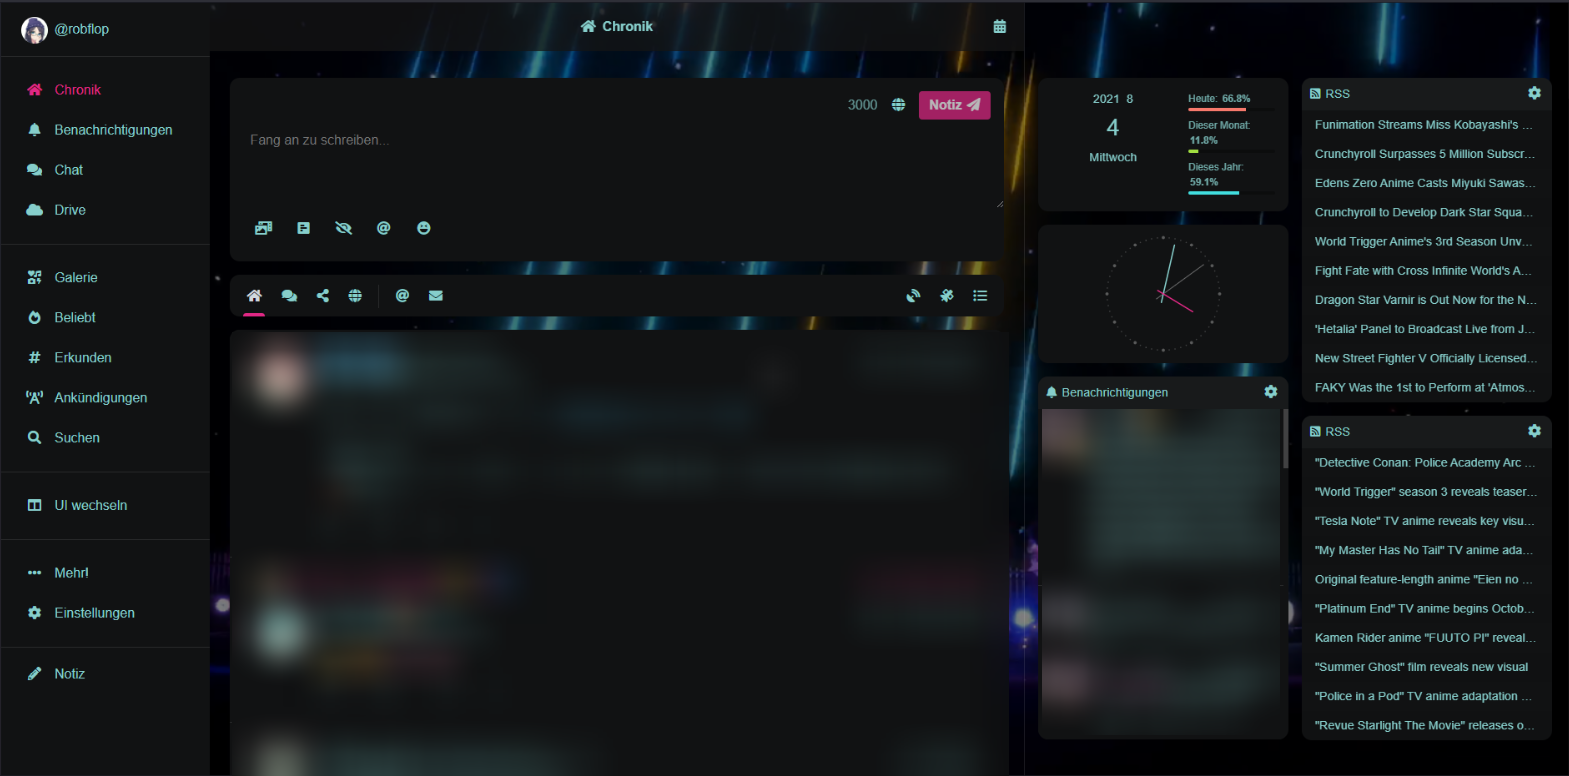 @robflop
Chronik
Benachrichtigungen
Chat
Drive
Galerie
Beliebt
Erkunden
Ankündigungen
Suchen
UI wechseln
Mehr!
Einstellungen
Notiz
Chronik
3000
Notiz
Fang an zu schreiben...
2021 8
4
Mittwoch
Heute: 66.8%
Dieser Monat:
11.8%
Dieses Jahr:
59.1%
Benachrichtigungen
RSS
Funimation Streams Miss Kobayashi's ...
Crunchyroll Surpasses 5 Million Subscr...
Edens Zero Anime Casts Miyuki Sawas...
Crunchyroll to Develop Dark Star Squa...
World Trigger Anime's 3rd Season Unv...
Fight Fate with Cross Infinite World's A...
Dragon Star Varnir is Out Now for the N...
'Hetalia' Panel to Broadcast Live from J...
New Street Fighter V Officially Licensed...
FAKY Was the 1st to Perform at 'Atmos...
RSS
"Detective Conan: Police Academy Arc ...
"World Trigger" season 3 reveals teaser...
"Tesla Note" TV anime reveals key visu...
"My Master Has No Tail" TV anime ada...
Original feature-length anime "Eien no ...
"Platinum End" TV anime begins Octob...
Kamen Rider anime "FUUTO PI" reveal...
"Summer Ghost" film reveals new visual
"Police in a Pod" TV anime adaptation ...
"Revue Starlight The Movie" releases o...